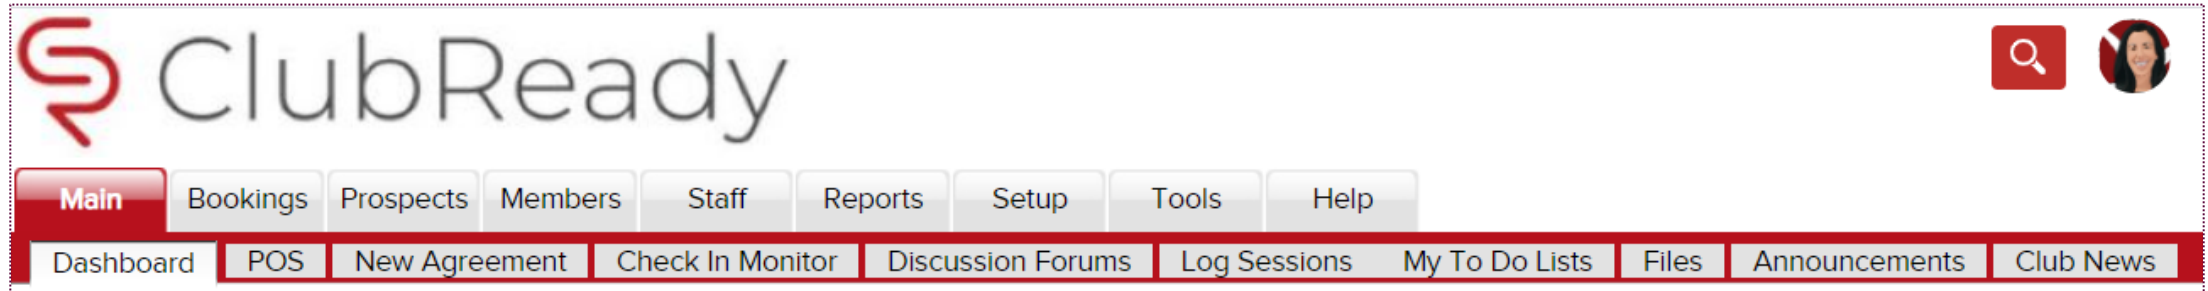 ClubReady
Main Bookings Prospects Members Staff Reports Setup Tools Help
Dashboard POS New Agreement Check In Monitor Discussion Forums Log Sessions My To Do Lists Files Announcements Club News